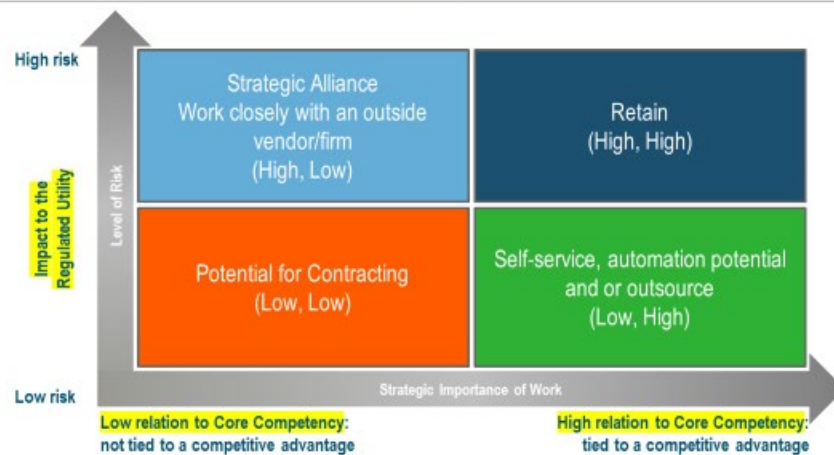 High risk
Strategic Alliance
Work closely with an outside
vendor/firm
(High, Low)
Retain
(High, High)
Impact to the
Regulated Utility
Level of Risk
Potential for Contracting
(Low, Low)
Self-service, automation potential
and or outsource
(Low, High)
Low risk
Strategic Importance of Work
Low relation to Core Competency:
not tied to a competitive advantage
High relation to Core Competency:
tied to a competitive advantage